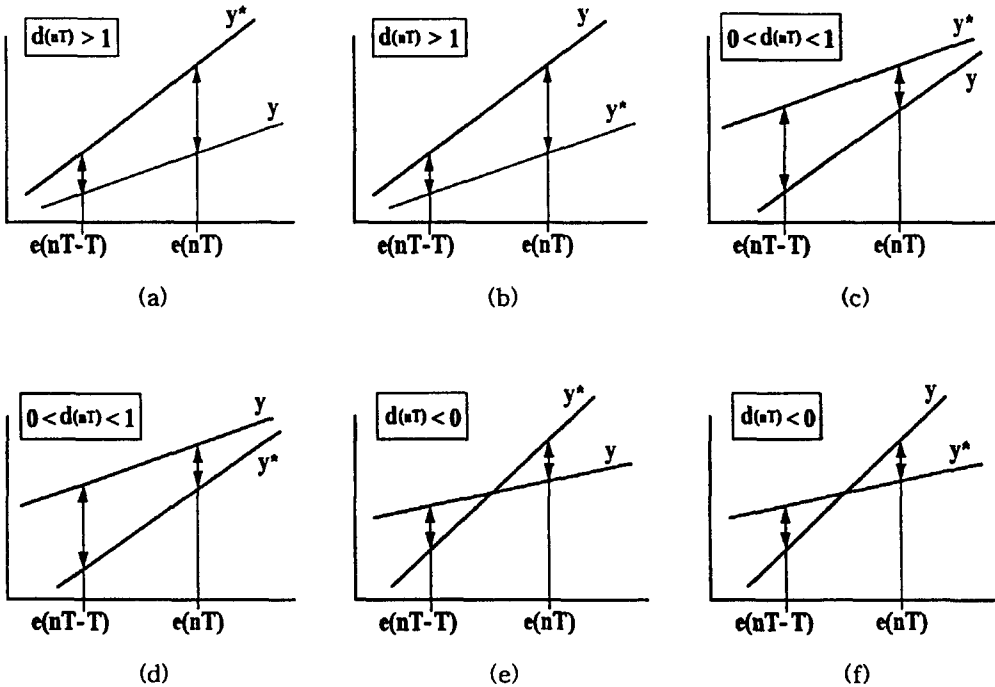 d(nT) > 1
y*
y
e(nT-T)
e(nT)
(a)
d(nT) > 1
y
y*
e(nT-T)
e(nT)
(b)
0 < d(nT) < 1
y*
y
e(nT-T)
e(nT)
(c)
0 < d(nT) < 1
y
y*
e(nT-T)
e(nT)
(d)
d(nT) < 0
y*
y
e(nT-T)
e(nT)
(e)
d(nT) < 0
y
y*
e(nT-T)
e(nT)
(f)